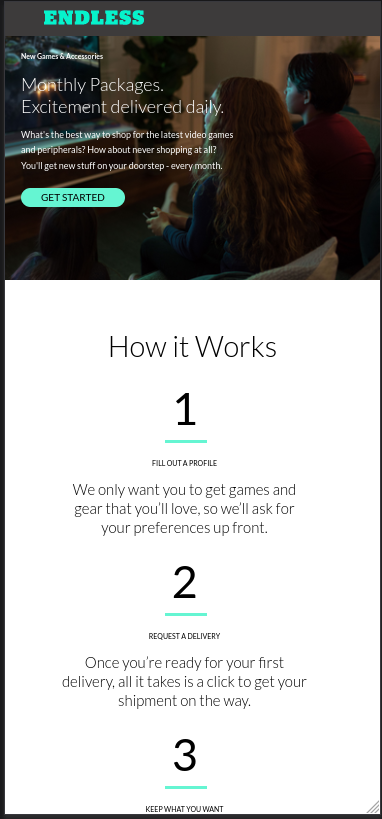 ENDLESS
New Games & Accessories
Monthly Packages.
Excitement delivered daily.
What's the best way to shop for the latest video games
and peripherals? How about never shopping at all?
You'll get new stuff on your doorstep - every month.
GET STARTED
How it Works
1
FILL OUT A PROFILE
We only want you to get games and
gear that you'll love, so we'll ask for
your preferences up front.
2
REQUEST A DELIVERY
Once you're ready for your first
delivery, all it takes is a click to get your
shipment on the way.
3
KEEP WHAT YOU WANT